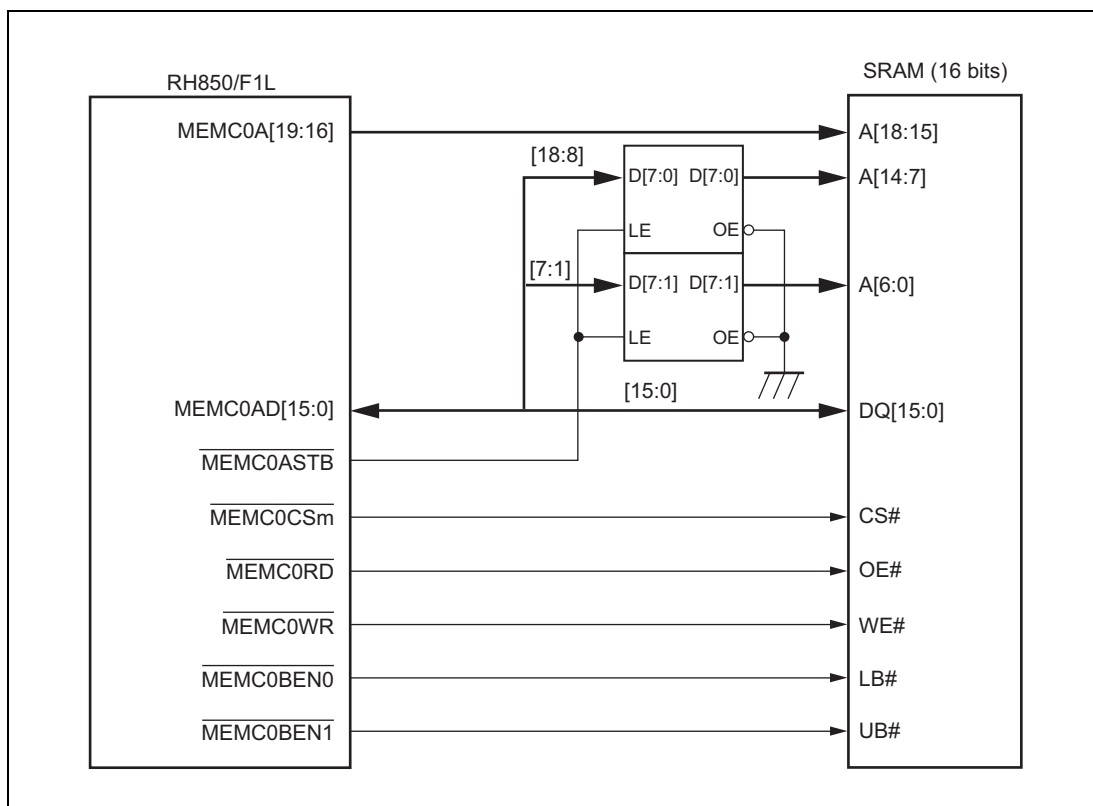 RH850/F1L
SRAM (16 bits)
MEMC0A[19:16]
A[18:15]
[18:8]
D[7:0] D[7:0]
A[14:7]
LE
OE
[7:1]
D[7:1] D[7:1]
A[6:0]
LE
OE
[15:0]
MEMC0AD[15:0]
DQ[15:0]
MEMC0ASTB
MEMC0CSm
CS#
MEMC0RD
OE#
MEMC0WR
WE#
MEMC0BEN0
LB#
MEMC0BEN1
UB#